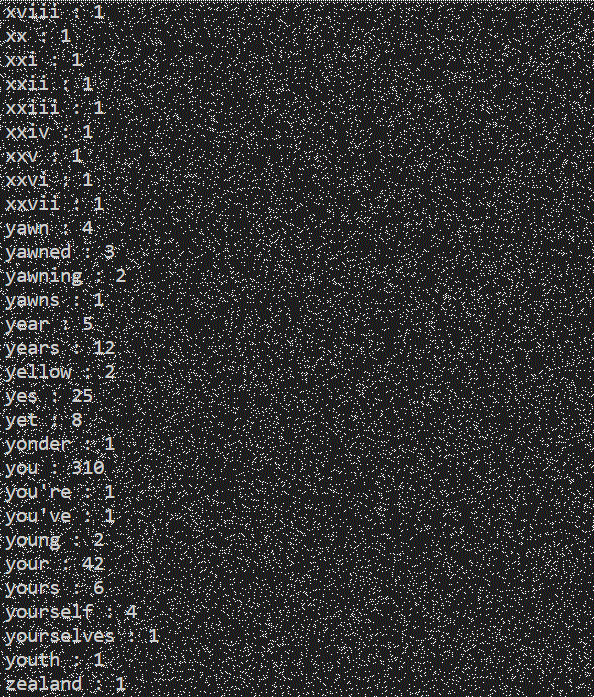 xviii : 1
xx : 1
xxi : 1
xxii : 1
xxiii : 1
xxiv : 1
xxv : 1
xxvi : 1
xxvii : 1
yawn : 4
yawned : 3
yawning : 2
yawns : 1
year : 5
years : 12
yellow : 2
yes : 25
yet : 8
yonder : 1
you : 310
you're : 1
you've : 1
young : 2
your : 42
yours : 6
yourself : 4
yourselves : 1
youth : 1
zealand : 1